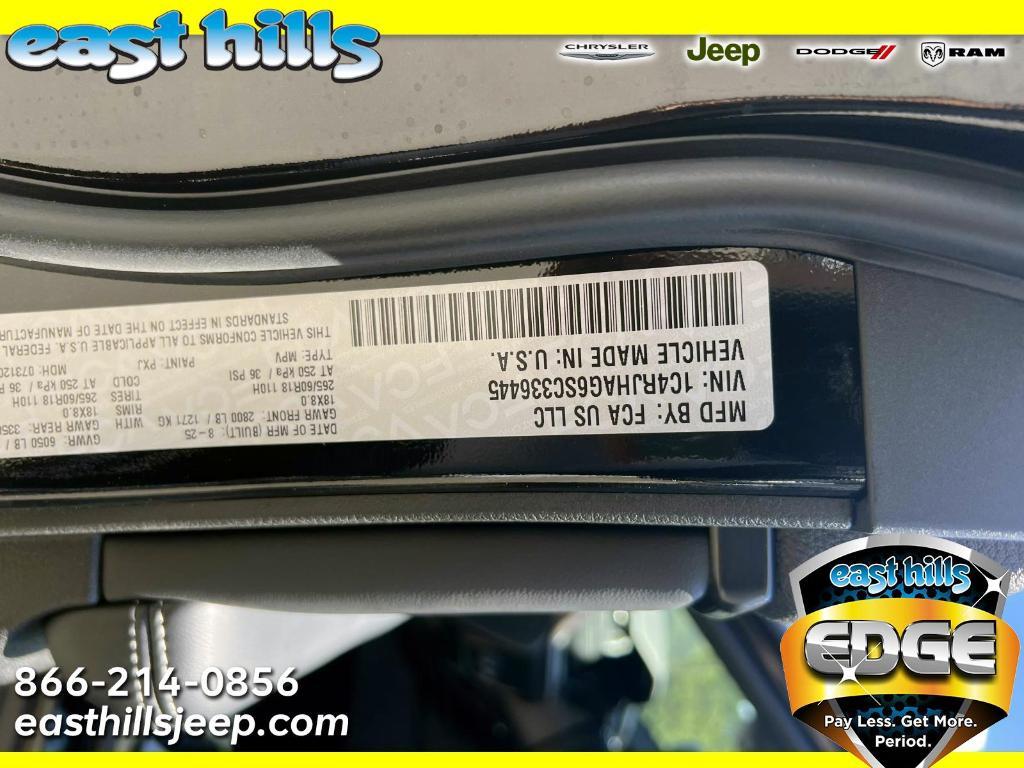 east hills
CHRYSLER
Jeep
DODGE
RAM
MFD BY: FCA US LLC
VIN: 1C4RJHAG6SC336445
VEHICLE MADE IN: U.S.A.
DATE OF MFR (BUILT): 8-25
GVWR: 6050 LB /
GAWR FRONT: 2800 LB / 1271 KG
GAWR REAR: 335
18X8.0
WITH RIMS
18X8.0
265/60R18 110H
TIRES
265/60R18 110H
AT 250 kPa / 36 PSI
COLD
AT 250 kPa / 36
TYPE: MPV
PAINT: PXJ
MDH: 07312
THIS VEHICLE CONFORMS TO ALL APPLICABLE U.S.A. FEDERAL
STANDARDS IN EFFECT ON THE DATE OF MANUFACTUR
866-214-0856
easthillsjeep.com
east hills
EDGE
Pay Less. Get More.
Period.